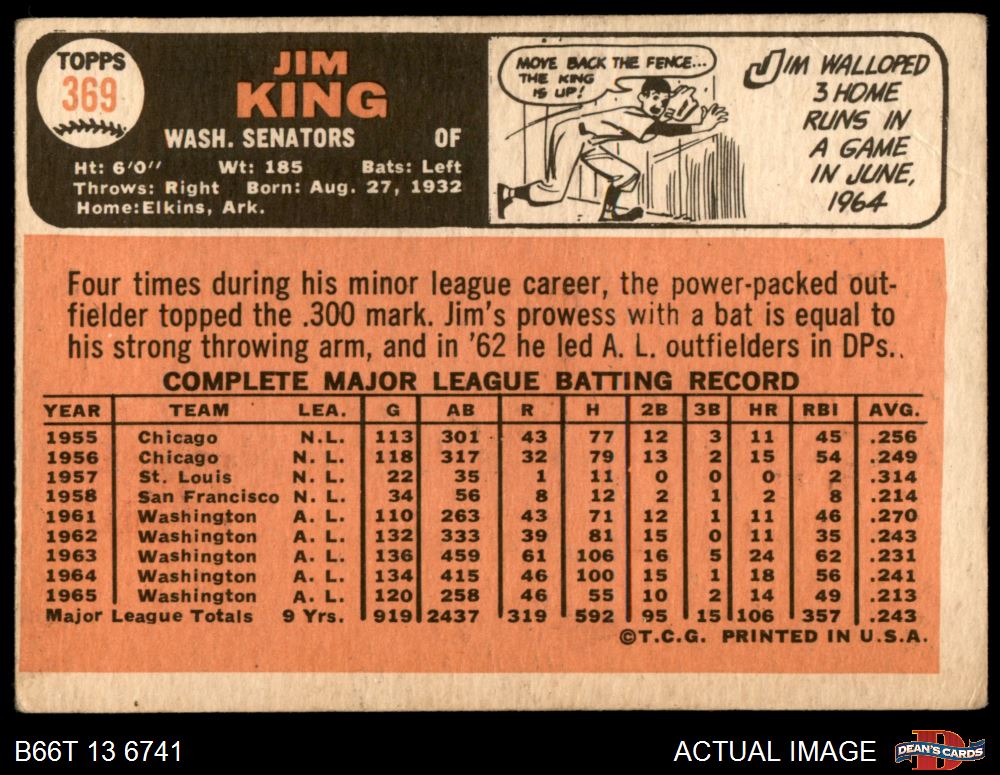 TOPPS
369
JIM
KING
WASH. SENATORS OF
Ht: 6'0" Wt: 185 Bats: Left
Throws: Right Born: Aug. 27, 1932
Home:Elkins, Ark.
MOVE BACK THE FENCE...
THE KING
IS UP!
JIM WALLOPED
3 HOME
RUNS IN
A GAME
IN JUNE,
1964
Four times during his minor league career, the power-packed out-
fielder topped the .300 mark. Jim's prowess with a bat is equal to
his strong throwing arm, and in '62 he led A. L. outfielders in DPs..
COMPLETE MAJOR LEAGUE BATTING RECORD
YEAR TEAM LEA. G AB R H 2B 3B HR RBI AVG.
1955 Chicago N.L. 113 301 43 77 12 3 11 45 .256
1956 Chicago N. L. 118 317 32 79 13 2 15 54 .249
1957 St. Louis N. L. 22 35 1 11 0 0 0 2 .314
1958 San Francisco N. L. 34 56 8 12 2 1 2 8 .214
1961 Washington A. L. 110 263 43 71 12 1 11 46 .270
1962 Washington A. L. 132 333 39 81 15 0 11 35 .243
1963 Washington A. L. 136 459 61 106 16 5 24 62 .231
1964 Washington A. L. 134 415 46 100 15 1 18 56 .241
1965 Washington A. L. 120 258 46 55 10 2 14 49 .213
Major League Totals 9 Yrs. 919 2437 319 592 95 15 106 357 .243
©T.C.G. PRINTED IN U.S.A.
B66T 13 6741 ACTUAL IMAGE DEAN'S CARDS